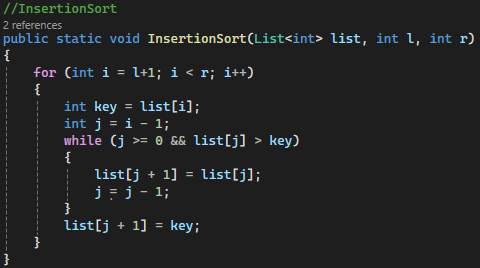 //InsertionSort
2 references
public static void InsertionSort(List<int> list, int l, int r)
{
for (int i = l+1; i < r; i++)
{
int key = list[i];
int j = i - 1;
while (j >= 0 && list[j] > key)
{
list[j + 1] = list[j];
j = j - 1;
}
list[j + 1] = key;
}
}